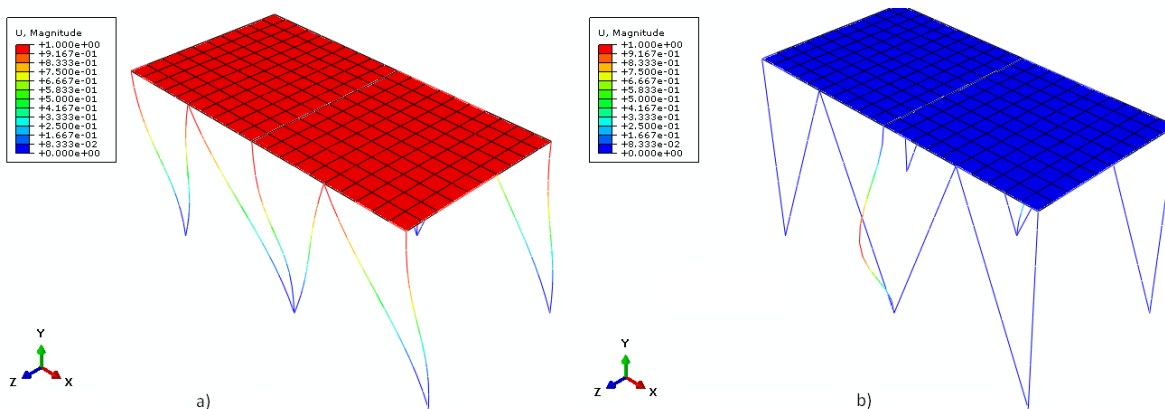 U, Magnitude
+1.000e+00
+9.167e-01
+8.333e-01
+7.500e-01
+6.667e-01
+5.833e-01
+5.000e-01
+4.167e-01
+3.333e-01
+2.500e-01
+1.667e-01
+8.333e-02
+0.000e+00
Y
Z
X
a)
U, Magnitude
+1.000e+00
+9.167e-01
+8.333e-01
+7.500e-01
+6.667e-01
+5.833e-01
+5.000e-01
+4.167e-01
+3.333e-01
+2.500e-01
+1.667e-01
+8.333e-02
+0.000e+00
Y
Z
X
b)